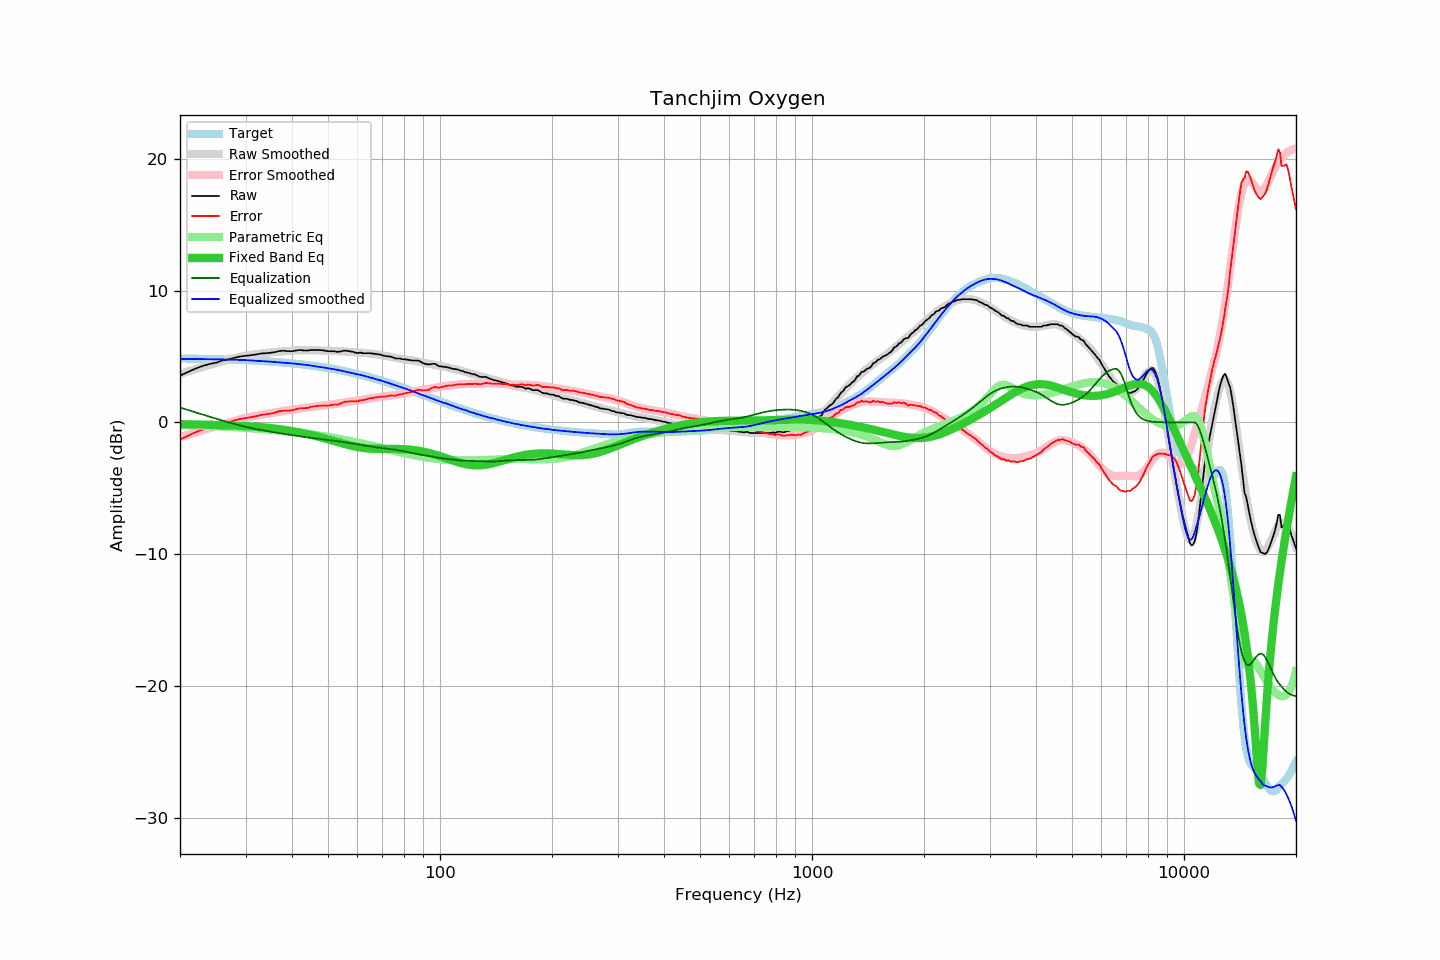 Tanchjim Oxygen
Target
Raw Smoothed
Error Smoothed
Raw
Error
Parametric Eq
Fixed Band Eq
Equalization
Equalized smoothed
20
10
0
−10
−20
−30
Amplitude (dBr)
100
1000
10000
Frequency (Hz)